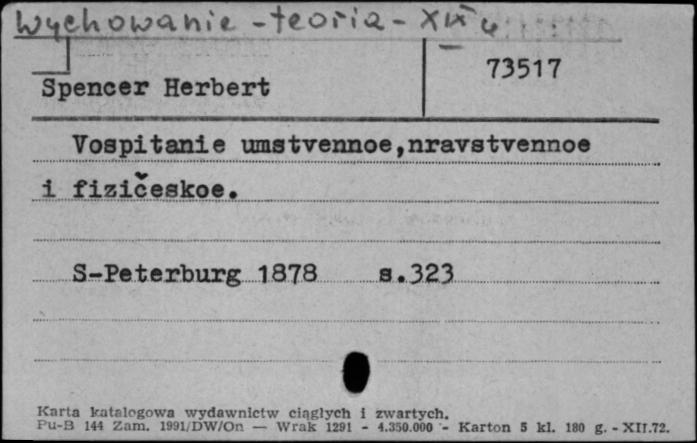 Wychowanie - teoria - XIX w
73517
Spencer Herbert
Vospitanie umstvennoe,nravstvennoe
i fizičeskoe.
S-Peterburg 1878 s.323
Karta katalogowa wydawnictw ciągłych i zwartych.
Pu-B 144 Zam. 1991/DW/On — Wrak 1291 - 4.350.000 - Karton 5 kl. 180 g. - XII.72.